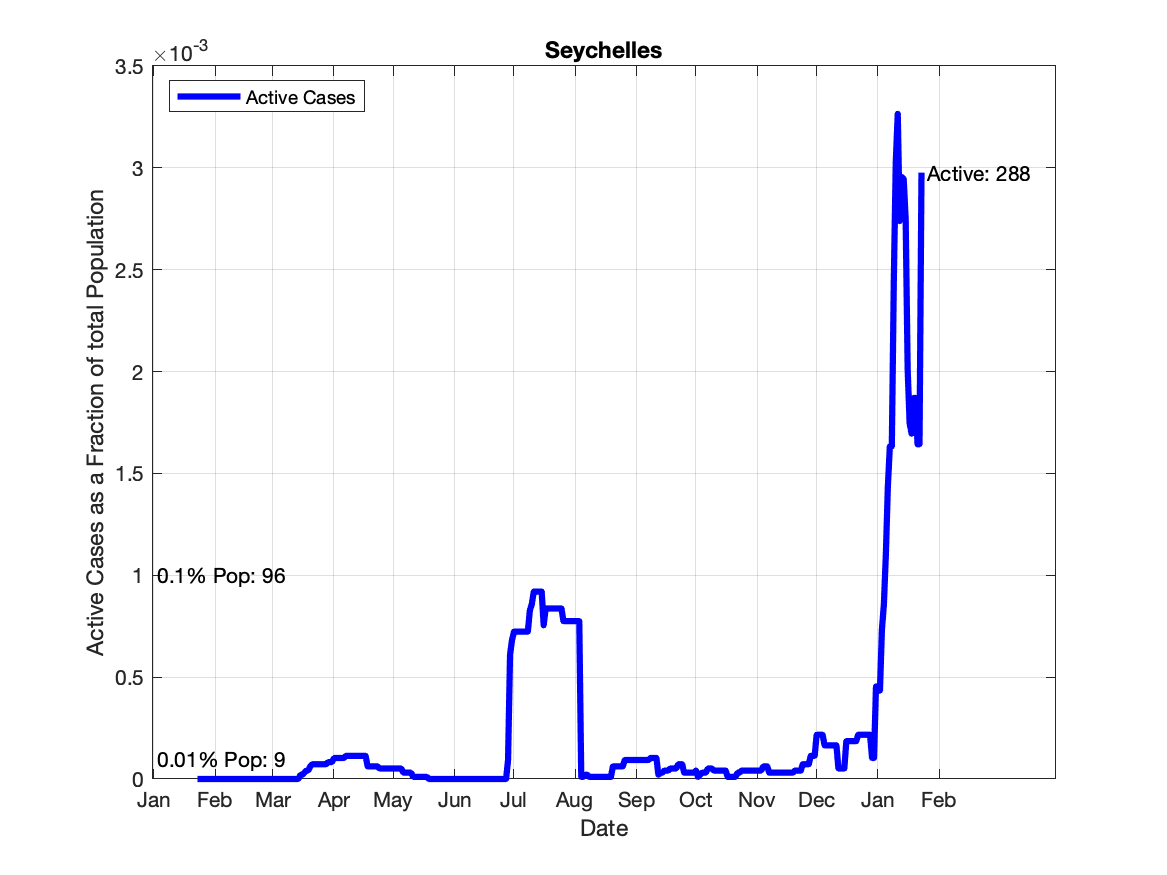 Seychelles
×10-3
Active Cases
3.5
3
2.5
2
1.5
1
0.5
0
Active Cases as a Fraction of total Population
Active: 288
0.1% Pop: 96
0.01% Pop: 9
Jan Feb Mar Apr May Jun Jul Aug Sep Oct Nov Dec Jan Feb
Date